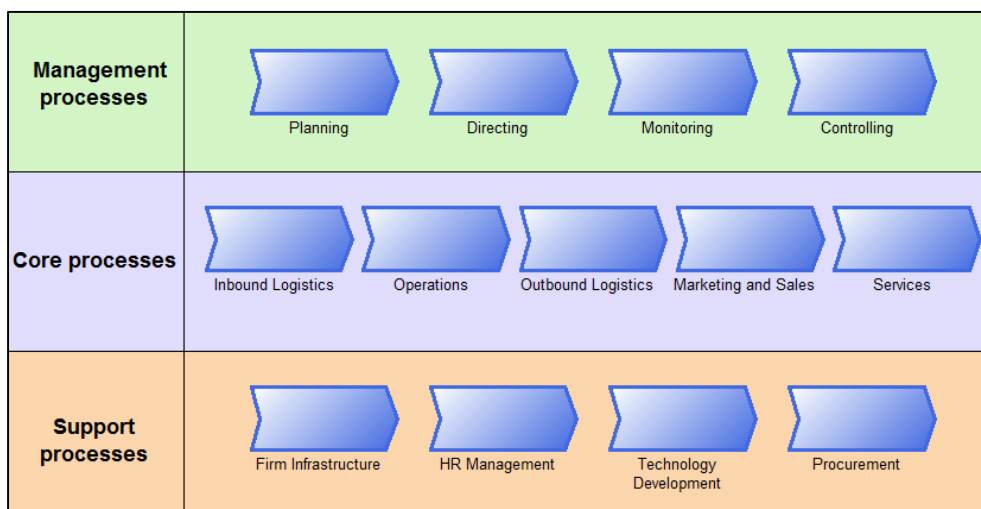 Management
processes
Planning
Directing
Monitoring
Controlling
Core processes
Inbound Logistics
Operations
Outbound Logistics
Marketing and Sales
Services
Support
processes
Firm Infrastructure
HR Management
Technology
Development
Procurement